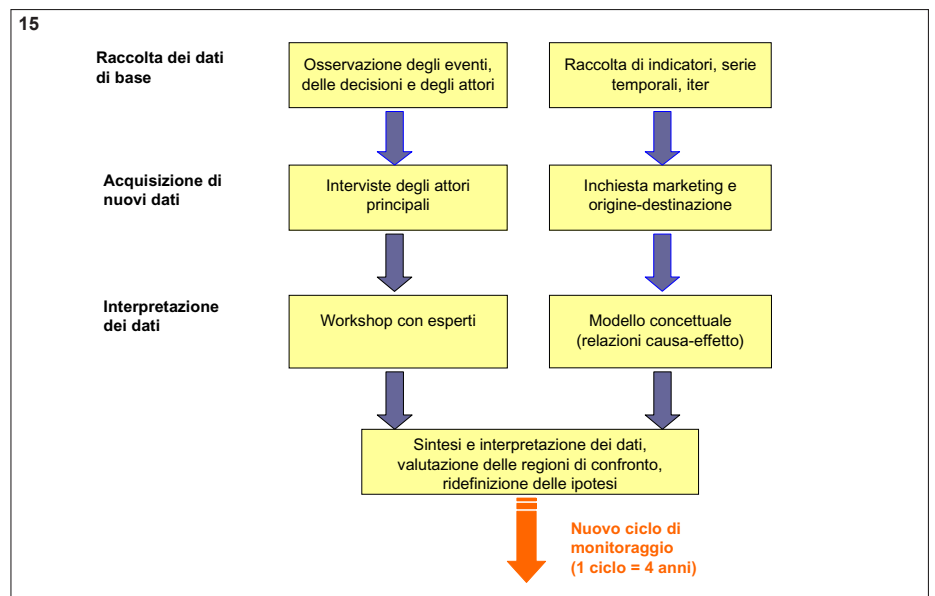 15
Raccolta dei dati
di base
Osservazione degli eventi,
delle decisioni e degli attori
Raccolta di indicatori, serie
temporali, iter
Acquisizione di
nuovi dati
Interviste degli attori
principali
Inchiesta marketing e
origine-destinazione
Interpretazione
dei dati
Workshop con esperti
Modello concettuale
(relazioni causa-effetto)
Sintesi e interpretazione dei dati,
valutazione delle regioni di confronto,
ridefinizione delle ipotesi
Nuovo ciclo di
monitoraggio
(1 ciclo = 4 anni)